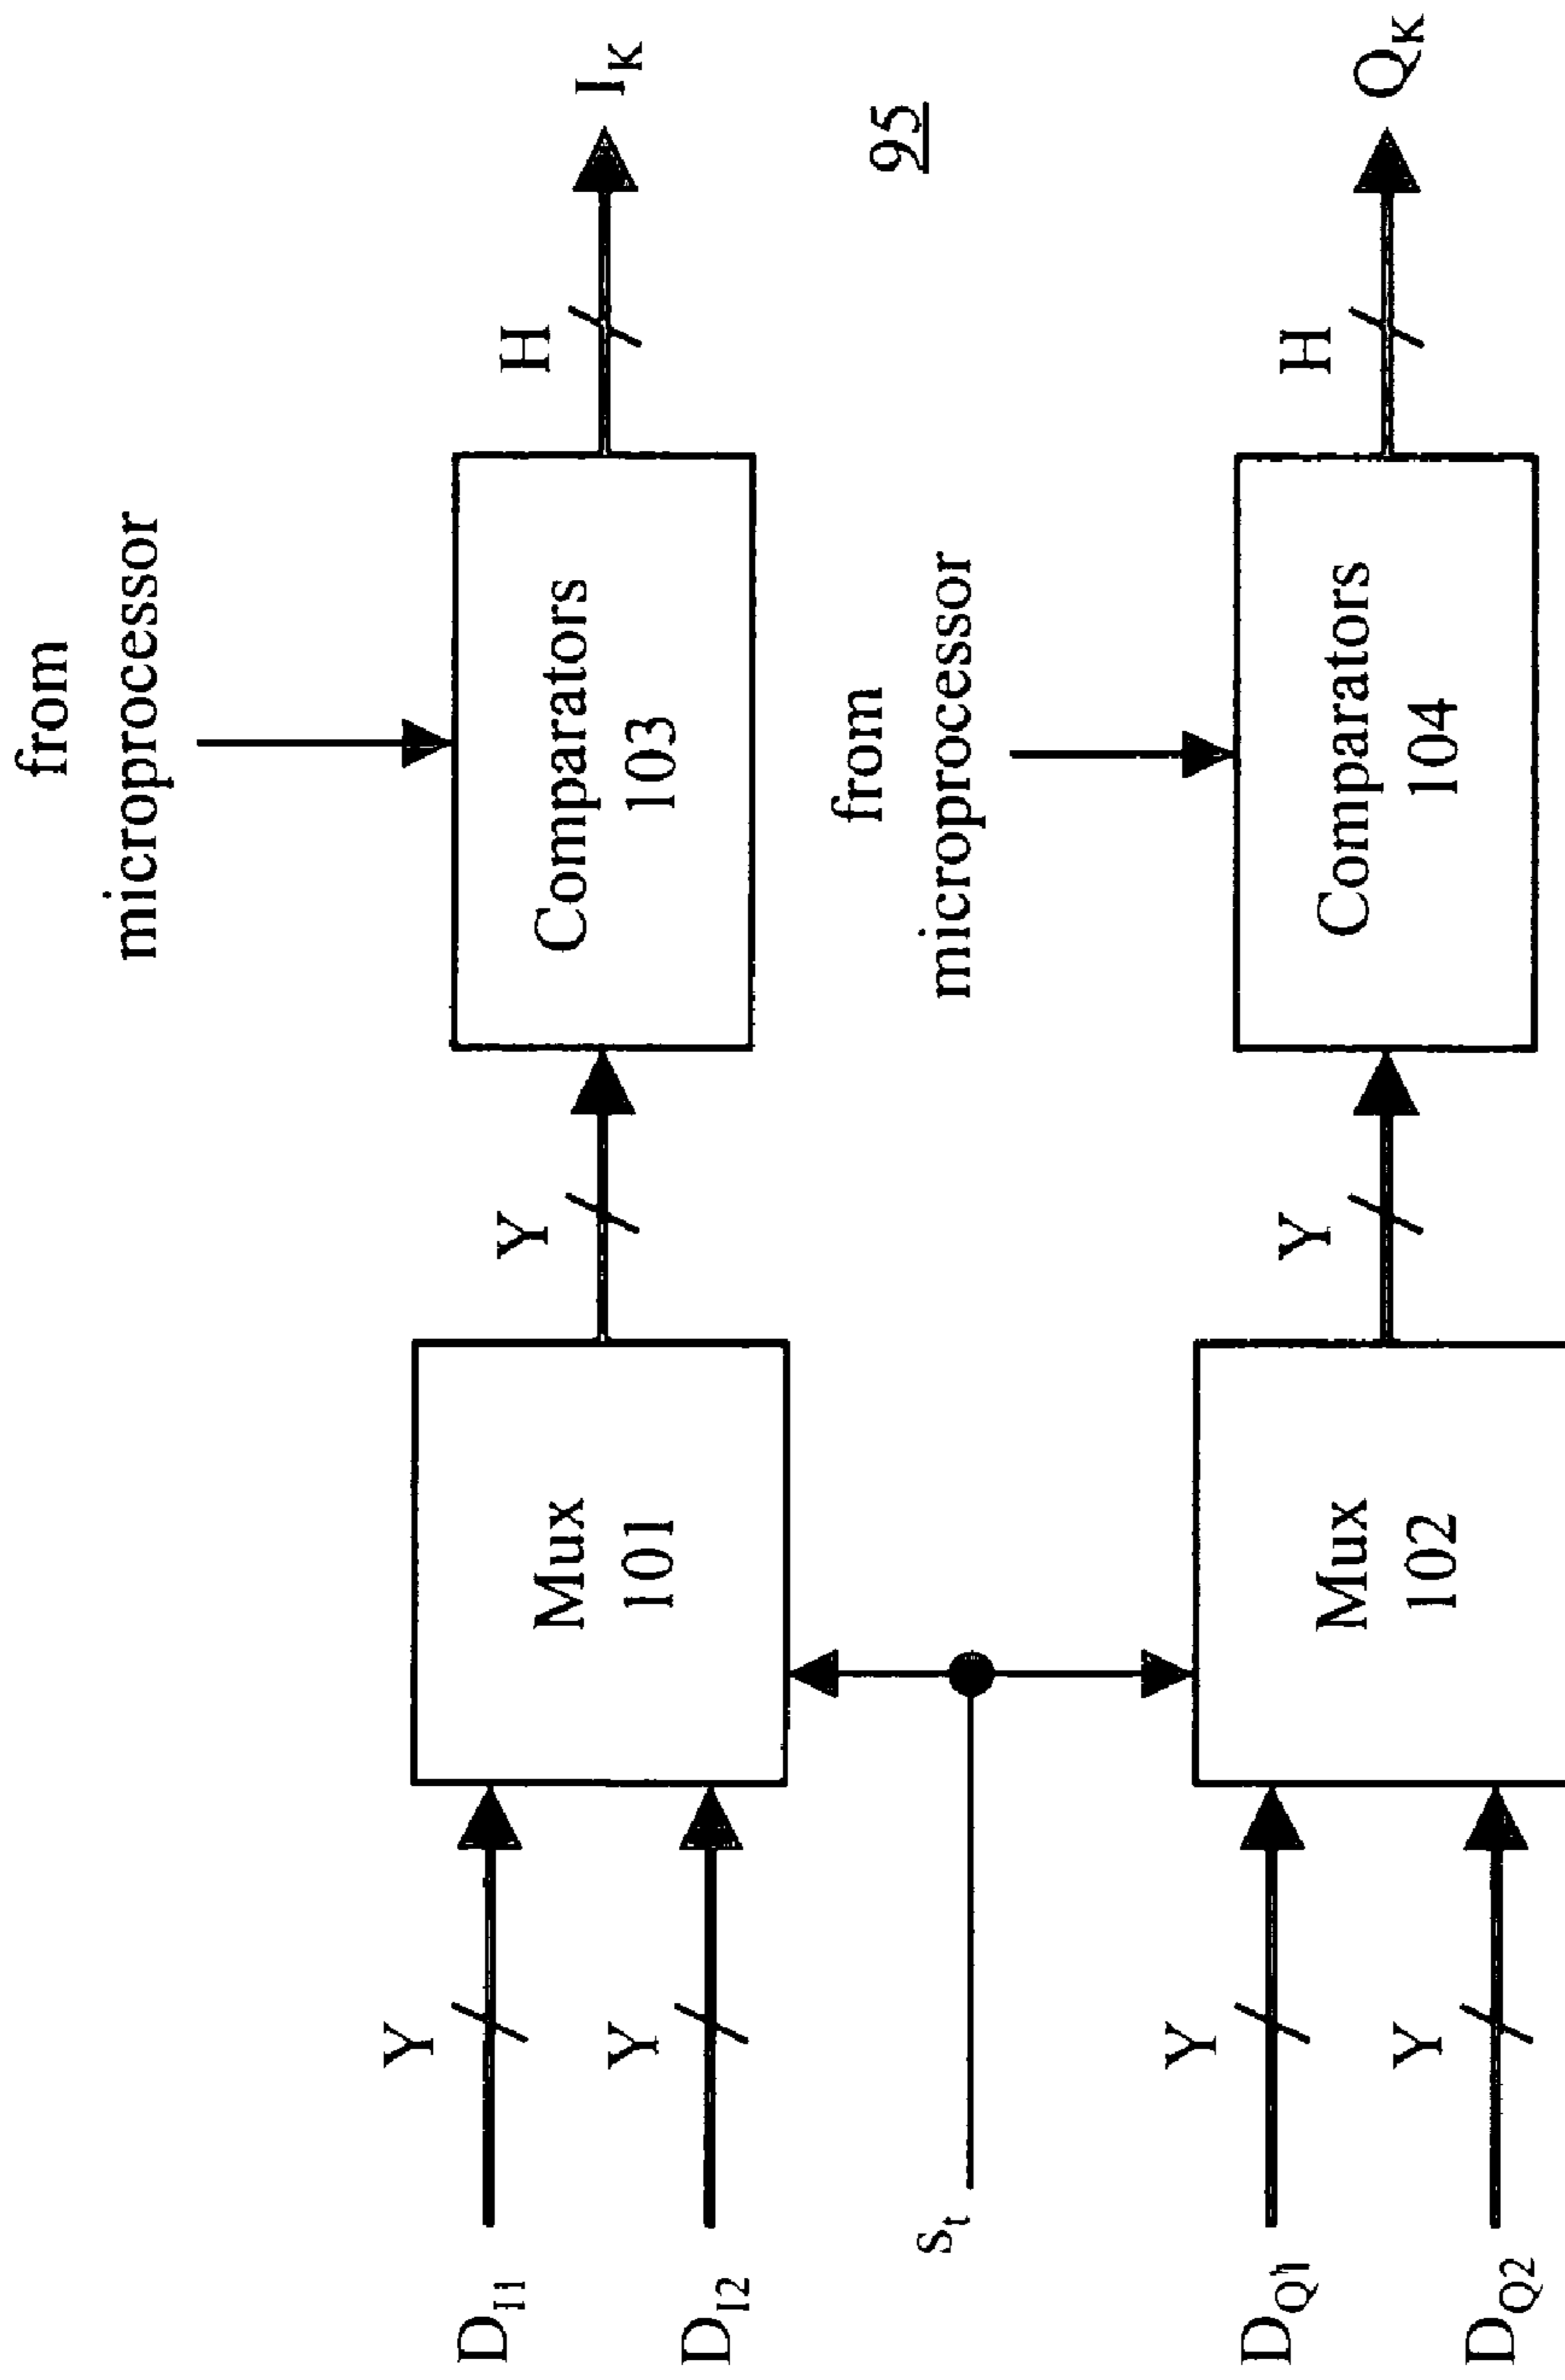 from
microprocessor
H
I_K
Comparators
103
Y
Mux
101
Y
D_I1
Y
D_I2
95
s_t
from
microprocessor
H
Q_K
Comparators
104
Y
Mux
102
Y
D_Q1
Y
D_Q2